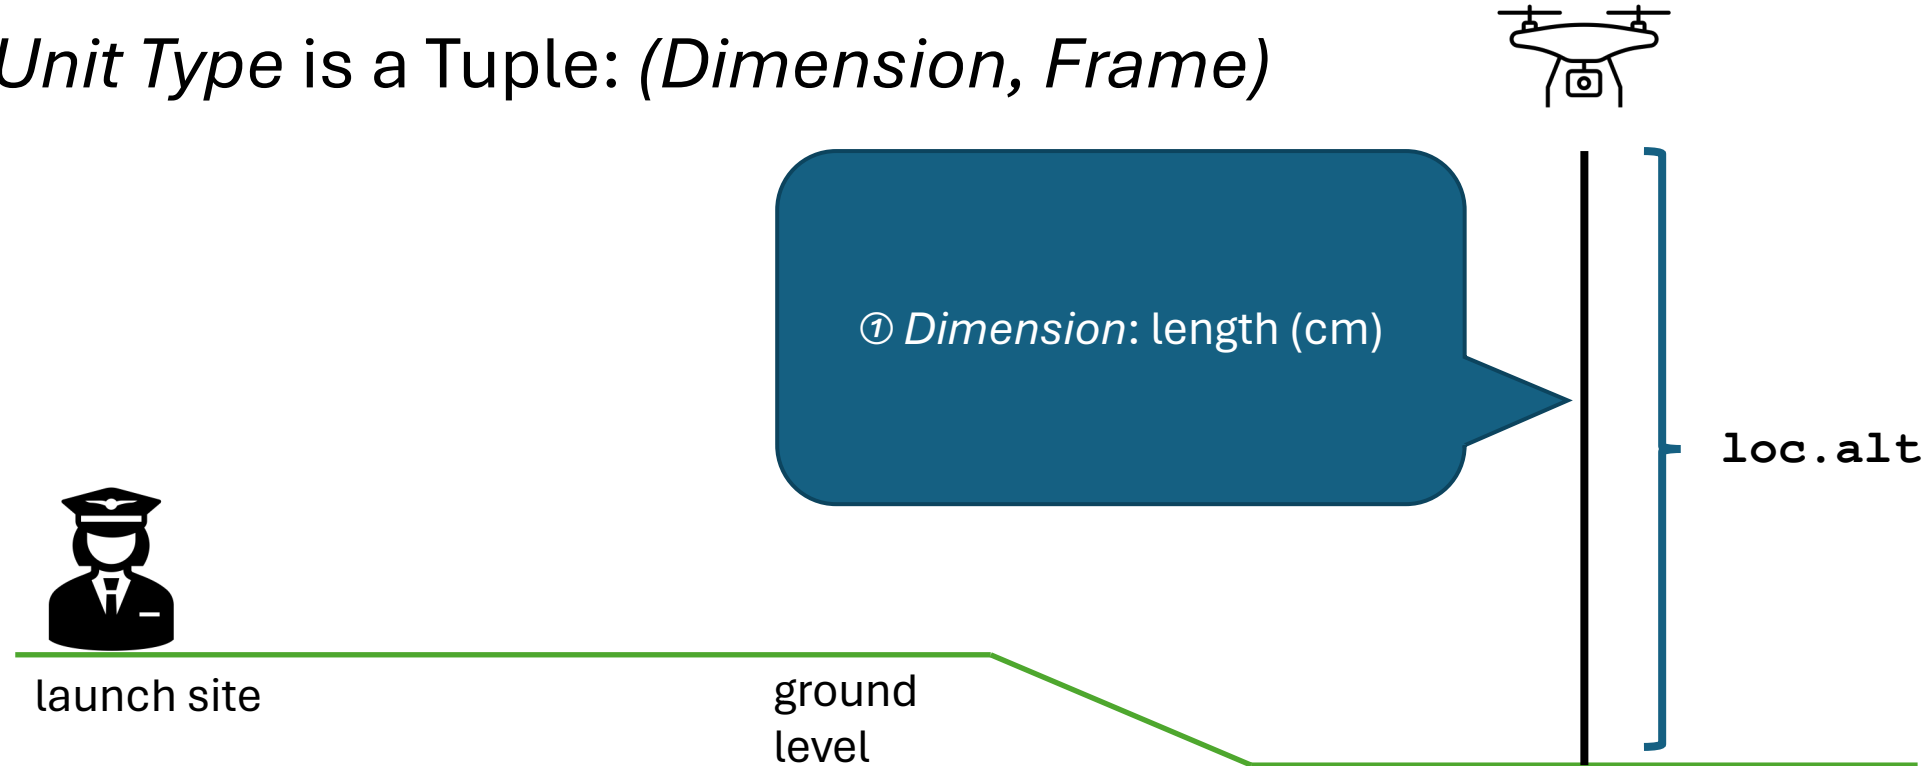 Unit Type is a Tuple: (Dimension, Frame)
① Dimension: length (cm)
loc.alt
launch site
ground
level